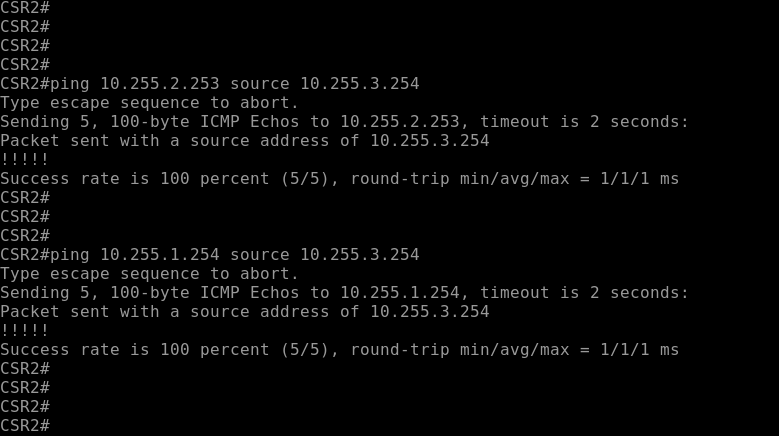 CSR2#
CSR2#
CSR2#
CSR2#
CSR2#ping 10.255.2.253 source 10.255.3.254
Type escape sequence to abort.
Sending 5, 100-byte ICMP Echos to 10.255.2.253, timeout is 2 seconds:
Packet sent with a source address of 10.255.3.254
!!!!!
Success rate is 100 percent (5/5), round-trip min/avg/max = 1/1/1 ms
CSR2#
CSR2#
CSR2#
CSR2#ping 10.255.1.254 source 10.255.3.254
Type escape sequence to abort.
Sending 5, 100-byte ICMP Echos to 10.255.1.254, timeout is 2 seconds:
Packet sent with a source address of 10.255.3.254
!!!!!
Success rate is 100 percent (5/5), round-trip min/avg/max = 1/1/1 ms
CSR2#
CSR2#
CSR2#
CSR2#